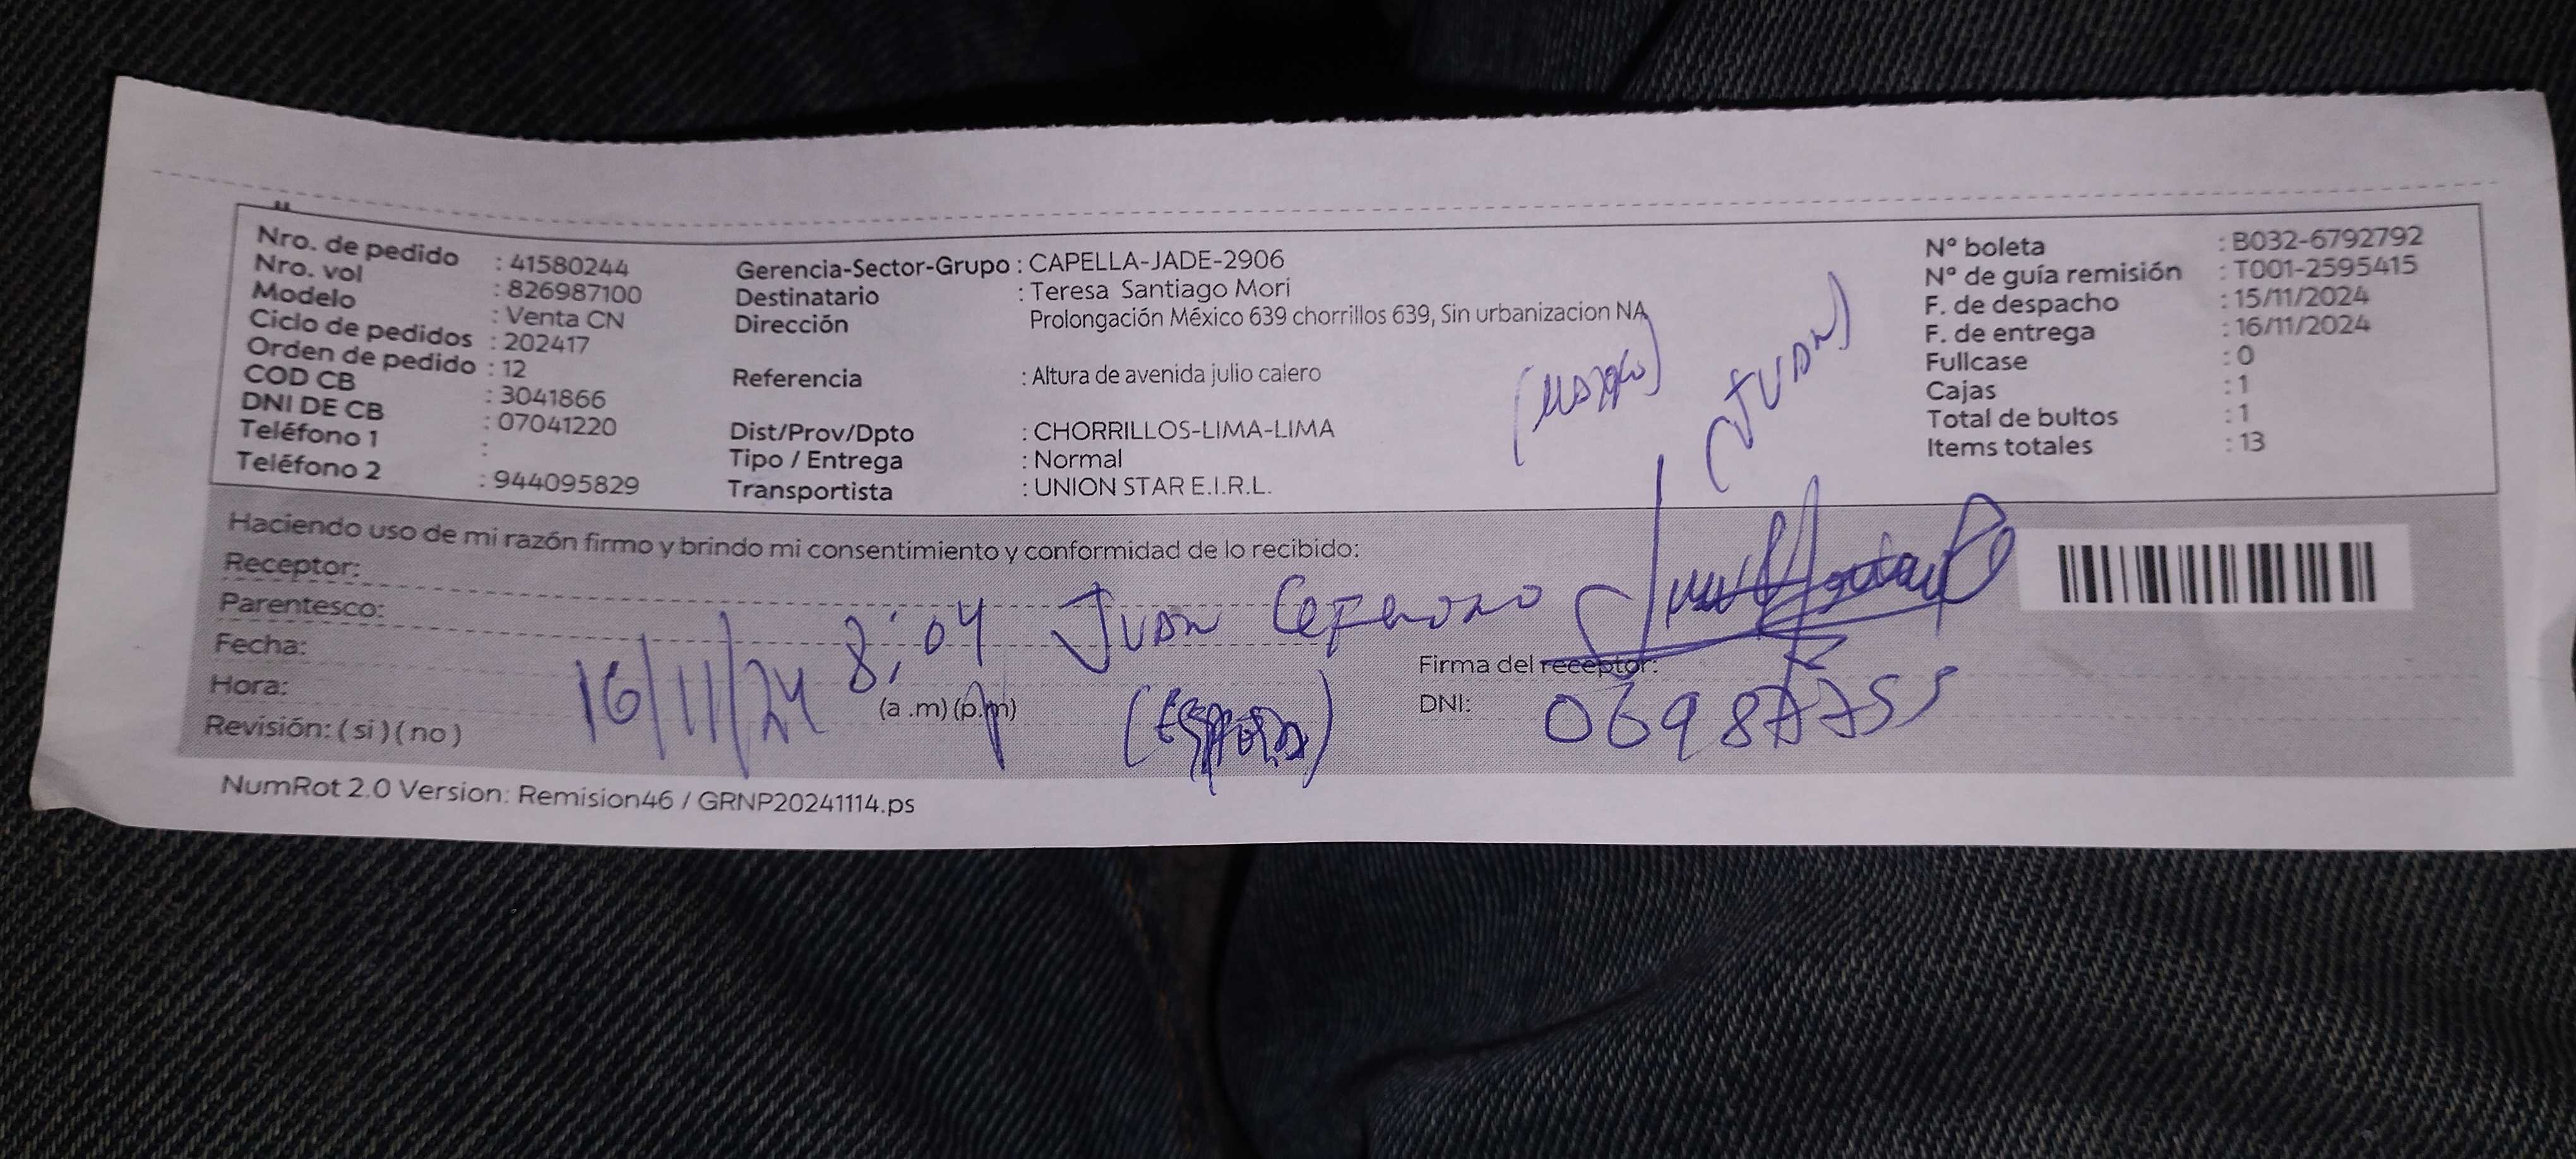 Nro. de pedido : 41580244
Nro. vol : 826987100
Modelo : Venta CN
Ciclo de pedidos : 202417
Orden de pedido : 12
COD CB : 3041866
DNI DE CB : 07041220
Teléfono 1 :
Teléfono 2 : 944095829
Gerencia-Sector-Grupo : CAPELLA-JADE-2906
Destinatario : Teresa Santiago Mori
Dirección Prolongación México 639 chorrillos 639, Sin urbanizacion NA
Referencia : Altura de avenida julio calero
Dist/Prov/Dpto : CHORRILLOS-LIMA-LIMA
Tipo / Entrega : Normal
Transportista : UNION STAR E.I.R.L.
(JUAN)
N° boleta : B032-6792792
N° de guía remisión : T001-2595415
F. de despacho : 15/11/2024
F. de entrega : 16/11/2024
Fullcase : 0
Cajas : 1
Total de bultos : 1
Items totales : 13
Haciendo uso de mi razón firmo y brindo mi consentimiento y conformidad de lo recibido:
Receptor:
Parentesco:
Fecha:
Hora:
Revisión: ( si ) ( no )
16/11/24 8:04 JUAN
(a .m) (p.m)
Firma del receptor:
DNI: 06987755
NumRot 2.0 Version: Remision46 / GRNP20241114.ps